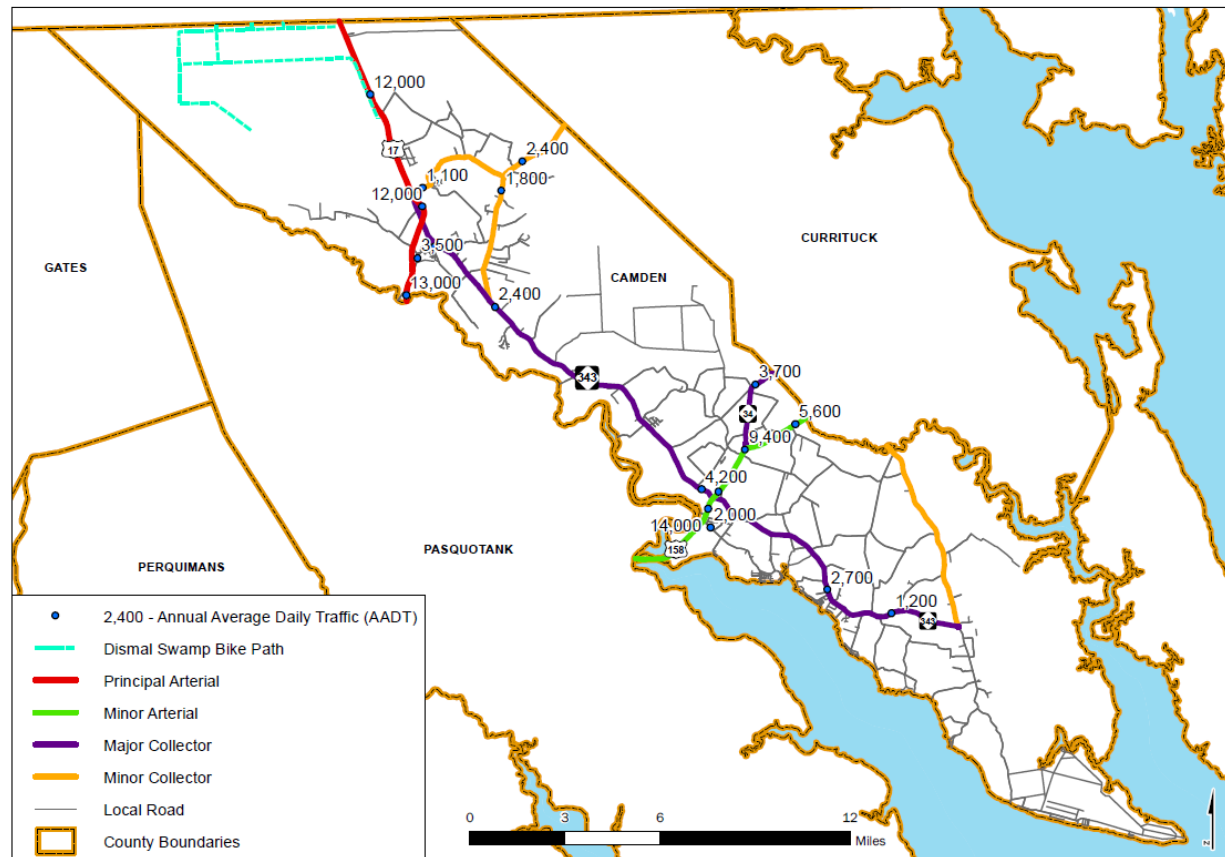 12,000
17
2,400
1,100
1,800
12,000
CURRITUCK
3,500
GATES
CAMDEN
13,000
2,400
343
3,700
34
5,600
9,400
4,200
2,000
14,000
158
PASQUOTANK
PERQUIMANS
2,700
1,200
343
2,400 - Annual Average Daily Traffic (AADT)
Dismal Swamp Bike Path
Principal Arterial
Minor Arterial
Major Collector
Minor Collector
Local Road
County Boundaries
0 3 6 12
Miles
N